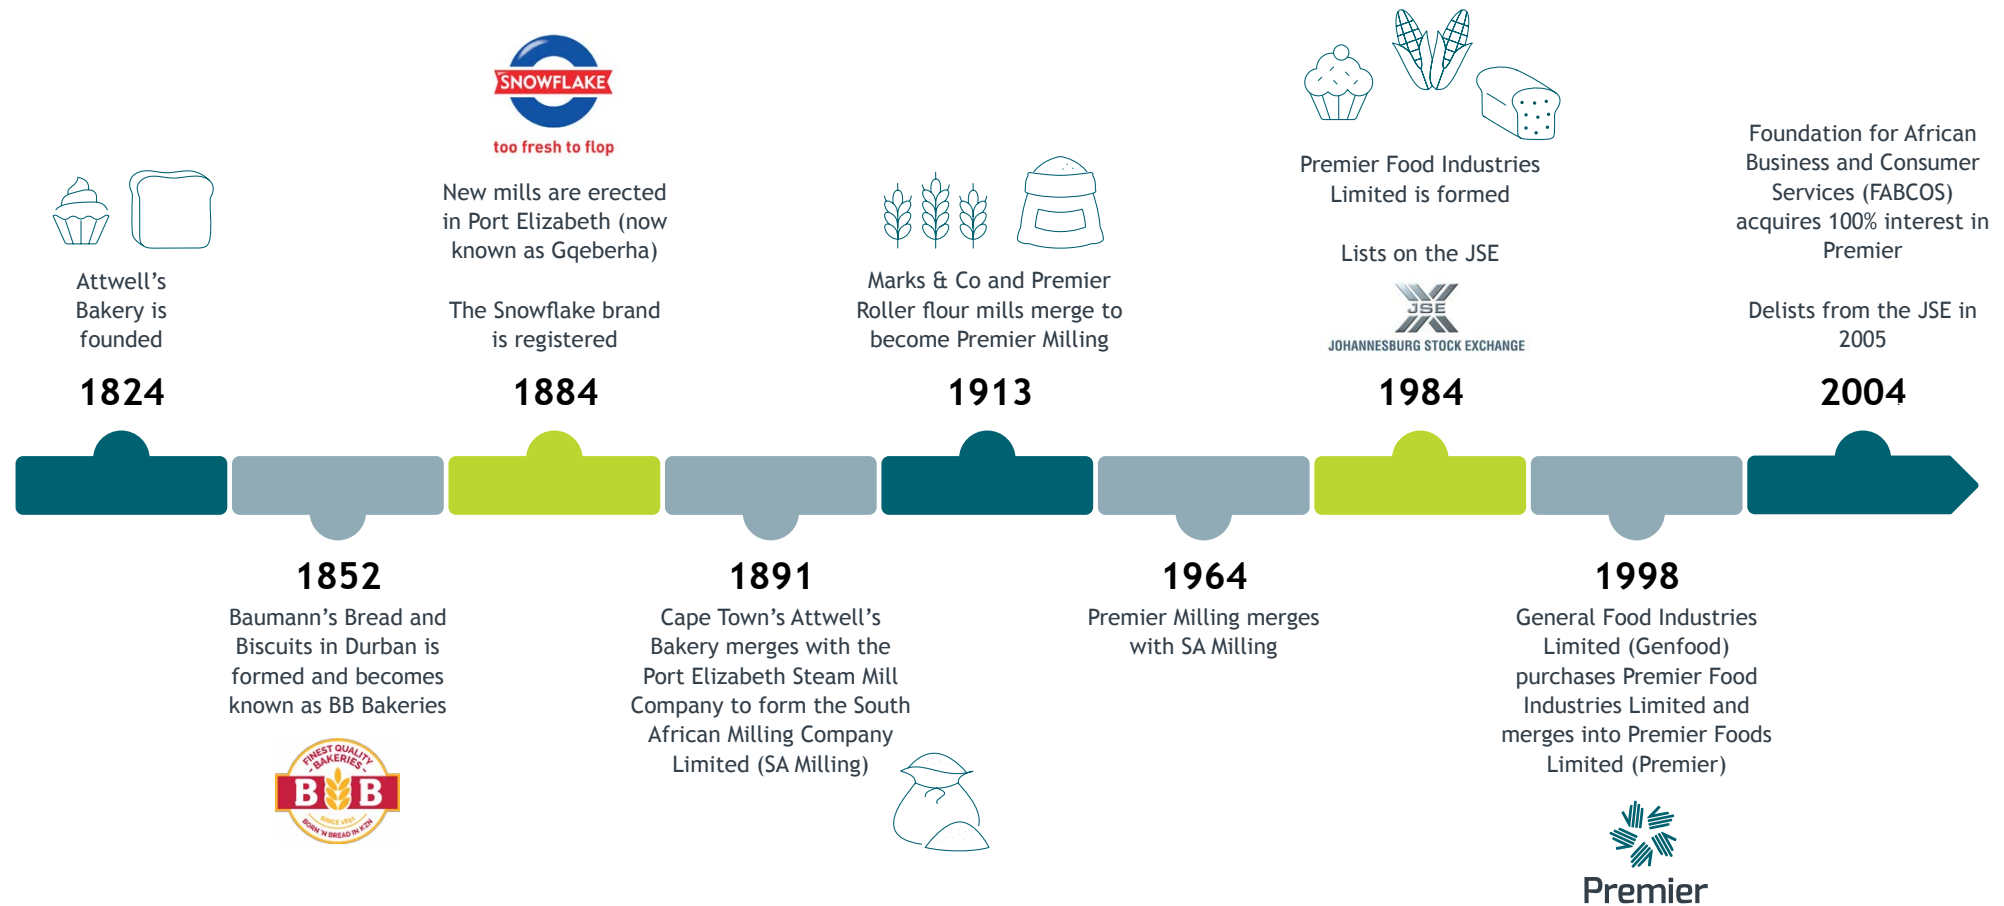 SNOWFLAKE
too fresh to flop
Attwell’s
Bakery is
founded
1824
New mills are erected
in Port Elizabeth (now
known as Gqeberha)
The Snowflake brand
is registered
1884
Marks & Co and Premier
Roller flour mills merge to
become Premier Milling
1913
Premier Food Industries
Limited is formed
Lists on the JSE
JSE
JOHANNESBURG STOCK EXCHANGE
1984
Foundation for African
Business and Consumer
Services (FABCOS)
acquires 100% interest in
Premier
Delists from the JSE in
2005
2004
1852
Baumann’s Bread and
Biscuits in Durban is
formed and becomes
known as BB Bakeries
FINEST QUALITY
- BAKERIES -
B B
BORN 'N BREAD IN KZN
1891
Cape Town’s Attwell’s
Bakery merges with the
Port Elizabeth Steam Mill
Company to form the South
African Milling Company
Limited (SA Milling)
1964
Premier Milling merges
with SA Milling
1998
General Food Industries
Limited (Genfood)
purchases Premier Food
Industries Limited and
merges into Premier Foods
Limited (Premier)
Premier